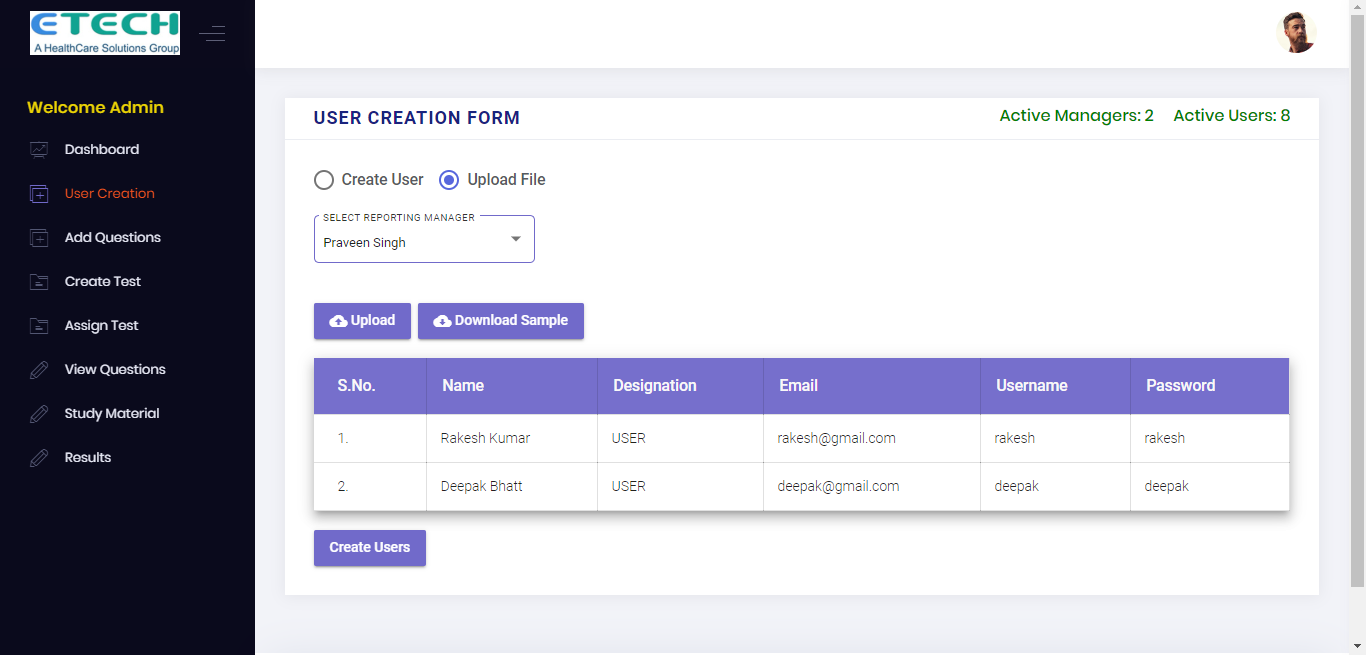 ETECH
A HealthCare Solutions Group
Welcome Admin
Dashboard
User Creation
Add Questions
Create Test
Assign Test
View Questions
Study Material
Results
USER CREATION FORM
Active Managers: 2 Active Users: 8
Create User Upload File
SELECT REPORTING MANAGER
Praveen Singh
Upload Download Sample
S.No. Name Designation Email Username Password
1. Rakesh Kumar USER rakesh@gmail.com rakesh rakesh
2. Deepak Bhatt USER deepak@gmail.com deepak deepak
Create Users